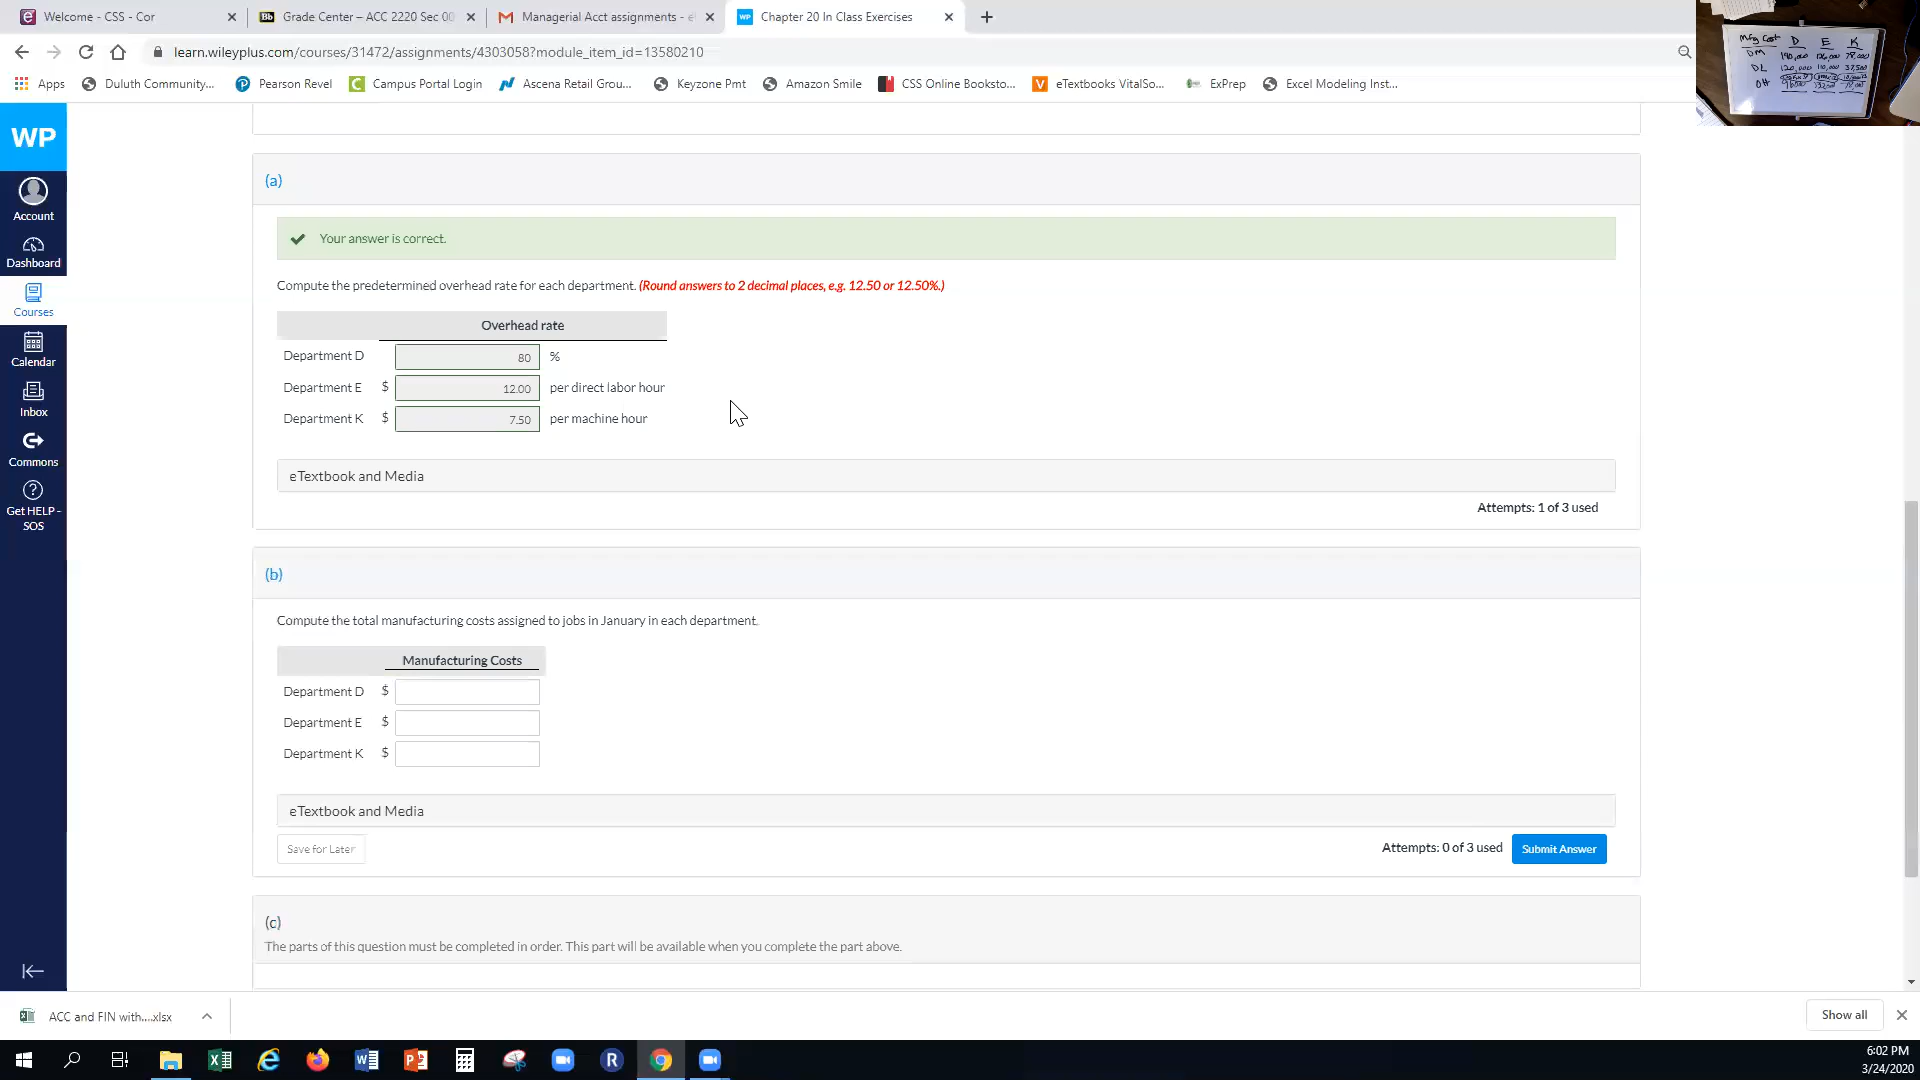 Welcome - CSS - Cor
Grade Center – ACC 2220 Sec 00
Managerial Acct assignments - e
Chapter 20 In Class Exercises
learn.wileyplus.com/courses/31472/assignments/4303058?module_item_id=13580210
Apps
Duluth Community...
Pearson Revel
Campus Portal Login
Ascena Retail Grou...
Keyzone Pmt
Amazon Smile
CSS Online Booksto...
eTextbooks VitalSo...
ExPrep
Excel Modeling Inst...
Mfg Cost D E K
DM
DL
OH
WP
Account
Dashboard
Courses
Calendar
Inbox
Commons
Get HELP -
SOS
(a)
Your answer is correct.
Compute the predetermined overhead rate for each department. (Round answers to 2 decimal places, e.g. 12.50 or 12.50%.)
Overhead rate
Department D 80 %
Department E $ 12.00 per direct labor hour
Department K $ 7.50 per machine hour
eTextbook and Media
Attempts: 1 of 3 used
(b)
Compute the total manufacturing costs assigned to jobs in January in each department.
Manufacturing Costs
Department D $
Department E $
Department K $
eTextbook and Media
Save for Later
Attempts: 0 of 3 used
Submit Answer
(c)
The parts of this question must be completed in order. This part will be available when you complete the part above.
ACC and FIN with....xlsx
Show all
6:02 PM
3/24/2020